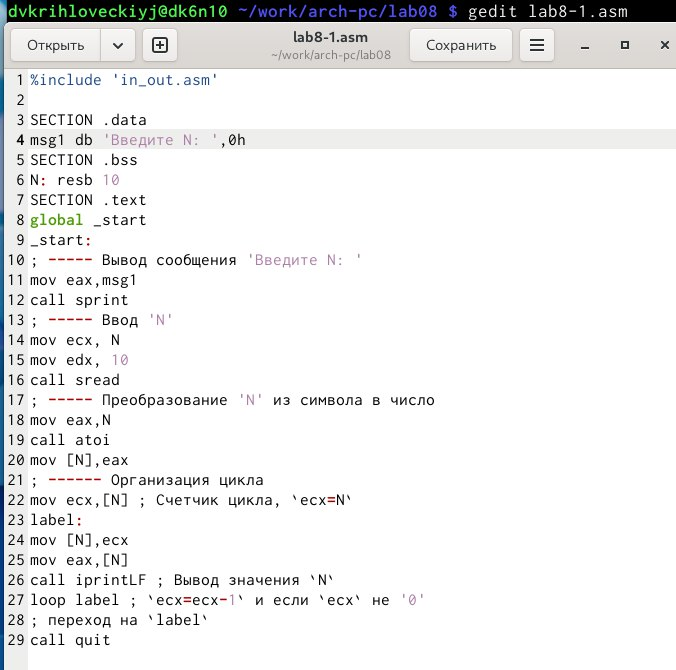 dvkrihloveckiyj@dk6n10 ~/work/arch-pc/lab08 $ gedit lab8-1.asm
Открыть lab8-1.asm Сохранить
~/work/arch-pc/lab08
1 %include 'in_out.asm'
2
3 SECTION .data
4 msg1 db 'Введите N: ',0h
5 SECTION .bss
6 N: resb 10
7 SECTION .text
8 global _start
9 _start:
10 ; ----- Вывод сообщения 'Введите N: '
11 mov eax,msg1
12 call sprint
13 ; ----- Ввод 'N'
14 mov ecx, N
15 mov edx, 10
16 call sread
17 ; ----- Преобразование 'N' из символа в число
18 mov eax,N
19 call atoi
20 mov [N],eax
21 ; ------ Организация цикла
22 mov ecx,[N] ; Счетчик цикла, `ecx=N`
23 label:
24 mov [N],ecx
25 mov eax,[N]
26 call iprintLF ; Вывод значения `N`
27 loop label ; `ecx=ecx-1` и если `ecx` не '0'
28 ; переход на `label`
29 call quit